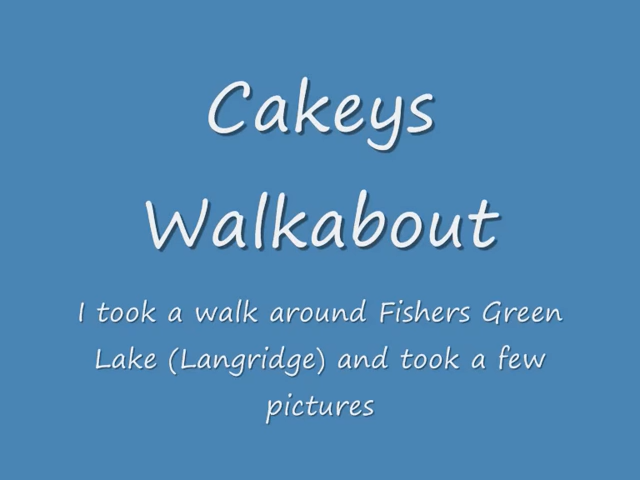 Cakeys
Walkabout
I took a walk around Fishers Green
Lake (Langridge) and took a few
pictures